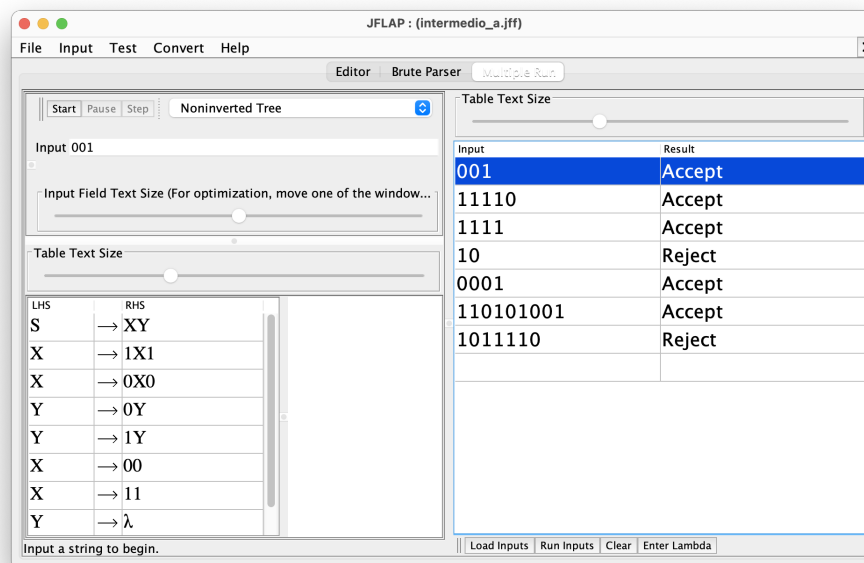 JFLAP : (intermedio_a.jff)
File Input Test Convert Help
Editor Brute Parser Multiple Run
Start Pause Step Noninverted Tree
Input 001
Input Field Text Size (For optimization, move one of the window...
Table Text Size
LHS RHS
S → XY
X → 1X1
X → 0X0
Y → 0Y
Y → 1Y
X → 00
X → 11
Y → λ
Input a string to begin.
Table Text Size
Input Result
001 Accept
11110 Accept
1111 Accept
10 Reject
0001 Accept
110101001 Accept
1011110 Reject
Load Inputs Run Inputs Clear Enter Lambda